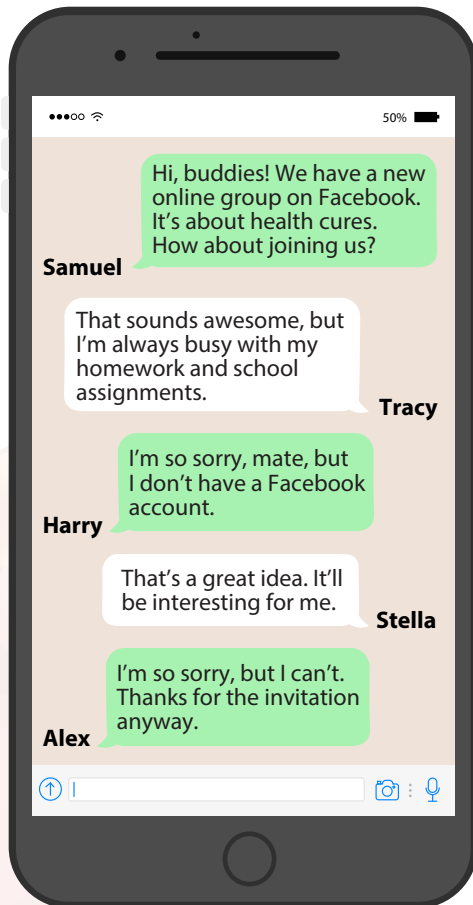 50%
Hi, buddies! We have a new
online group on Facebook.
It's about health cures.
How about joining us?
Samuel
That sounds awesome, but
I'm always busy with my
homework and school
assignments.
Tracy
I'm so sorry, mate, but
I don't have a Facebook
account.
Harry
That's a great idea. It'll
be interesting for me.
Stella
I'm so sorry, but I can't.
Thanks for the invitation
anyway.
Alex